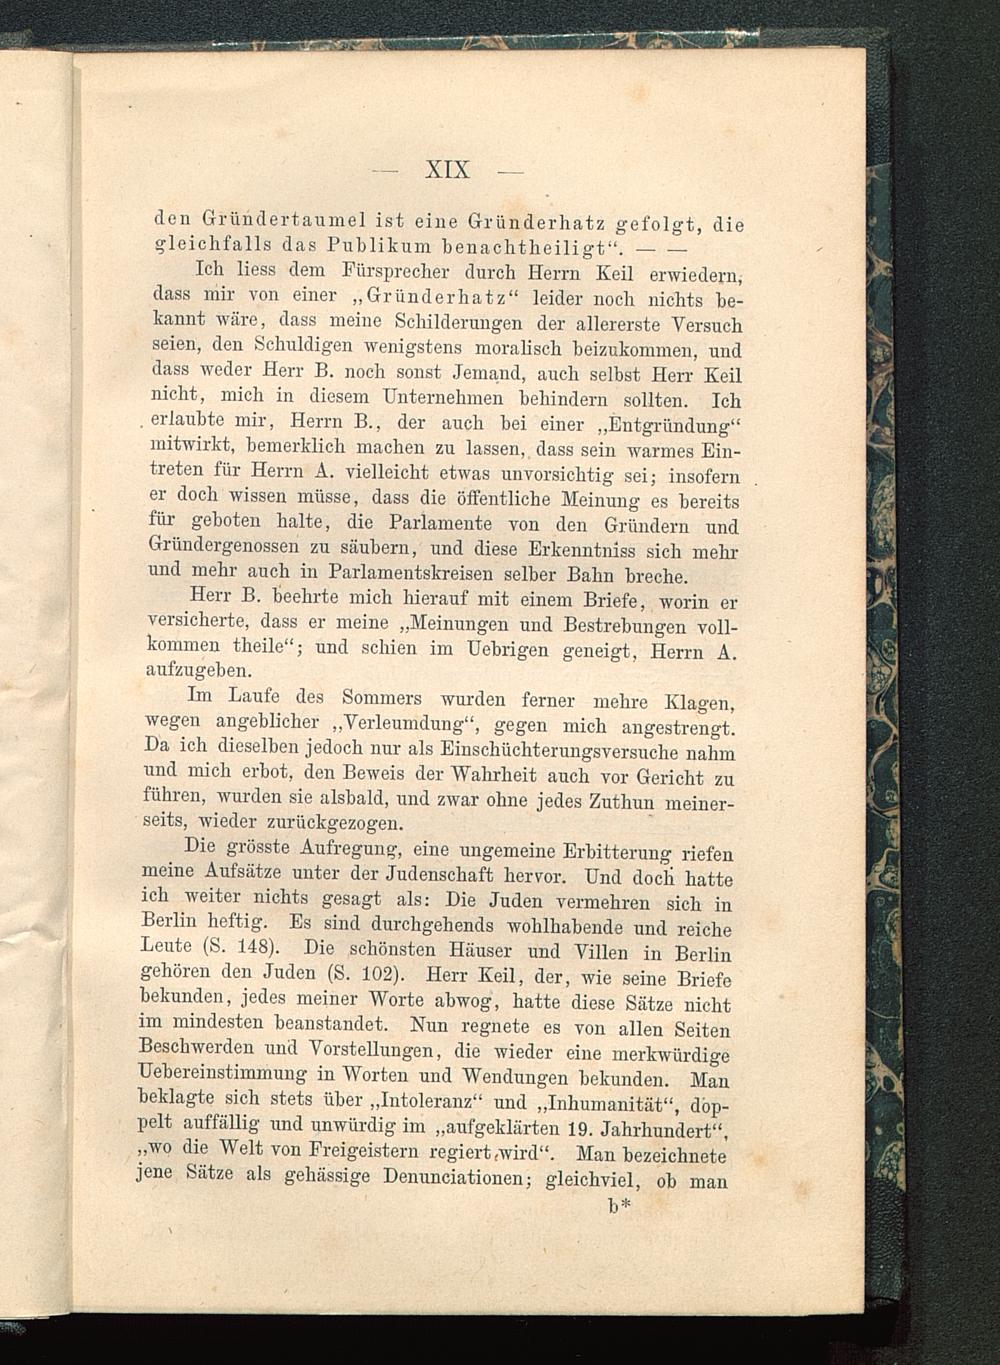 — XIX —
den Gründertaumel ist eine Gründerhatz gefolgt, die
gleichfalls das Publikum benachtheiligt“. — —
Ich liess dem Fürsprecher durch Herrn Keil erwiedern,
dass mir von einer „Gründerhatz“ leider noch nichts be-
kannt wäre, dass meine Schilderungen der allererste Versuch
seien, den Schuldigen wenigstens moralisch beizukommen, und
dass weder Herr B. noch sonst Jemand, auch selbst Herr Keil
nicht, mich in diesem Unternehmen behindern sollten. Ich
erlaubte mir, Herrn B., der auch bei einer „Entgründung“
mitwirkt, bemerklich machen zu lassen, dass sein warmes Ein-
treten für Herrn A. vielleicht etwas unvorsichtig sei; insofern
er doch wissen müsse, dass die öffentliche Meinung es bereits
für geboten halte, die Parlamente von den Gründern und
Gründergenossen zu säubern, und diese Erkenntniss sich mehr
und mehr auch in Parlamentskreisen selber Bahn breche.
Herr B. beehrte mich hierauf mit einem Briefe, worin er
versicherte, dass er meine „Meinungen und Bestrebungen voll-
kommen theile“; und schien im Uebrigen geneigt, Herrn A.
aufzugeben.
Im Laufe des Sommers wurden ferner mehre Klagen,
wegen angeblicher „Verleumdung“, gegen mich angestrengt.
Da ich dieselben jedoch nur als Einschüchterungsversuche nahm
und mich erbot, den Beweis der Wahrheit auch vor Gericht zu
führen, wurden sie alsbald, und zwar ohne jedes Zuthun meiner-
seits, wieder zurückgezogen.
Die grösste Aufregung, eine ungemeine Erbitterung riefen
meine Aufsätze unter der Judenschaft hervor. Und doch hatte
ich weiter nichts gesagt als: Die Juden vermehren sich in
Berlin heftig. Es sind durchgehends wohlhabende und reiche
Leute (S. 148). Die schönsten Häuser und Villen in Berlin
gehören den Juden (S. 102). Herr Keil, der, wie seine Briefe
bekunden, jedes meiner Worte abwog, hatte diese Sätze nicht
im mindesten beanstandet. Nun regnete es von allen Seiten
Beschwerden und Vorstellungen, die wieder eine merkwürdige
Uebereinstimmung in Worten und Wendungen bekunden. Man
beklagte sich stets über „Intoleranz“ und „Inhumanität“, dop-
pelt auffällig und unwürdig im „aufgeklärten 19. Jahrhundert“,
„wo die Welt von Freigeistern regiert wird“. Man bezeichnete
jene Sätze als gehässige Denunciationen; gleichviel, ob man
b*